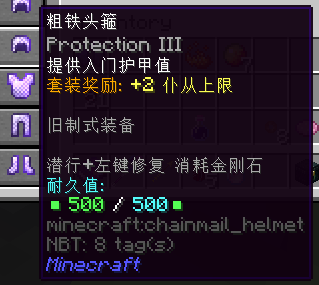 粗铁头箍
Protection III
提供入门护甲值
套装奖励: +2 仆从上限
旧制式装备
潜行+左键修复 消耗金刚石
耐久值:
▪ 500 / 500 ▪
minecraft:chainmail_helmet
NBT: 8 tag(s)
Minecraft